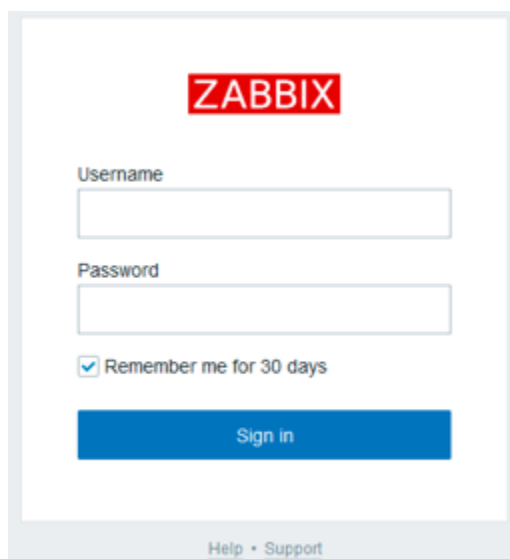 ZABBIX
Username
Password
Remember me for 30 days
Sign in
Help • Support